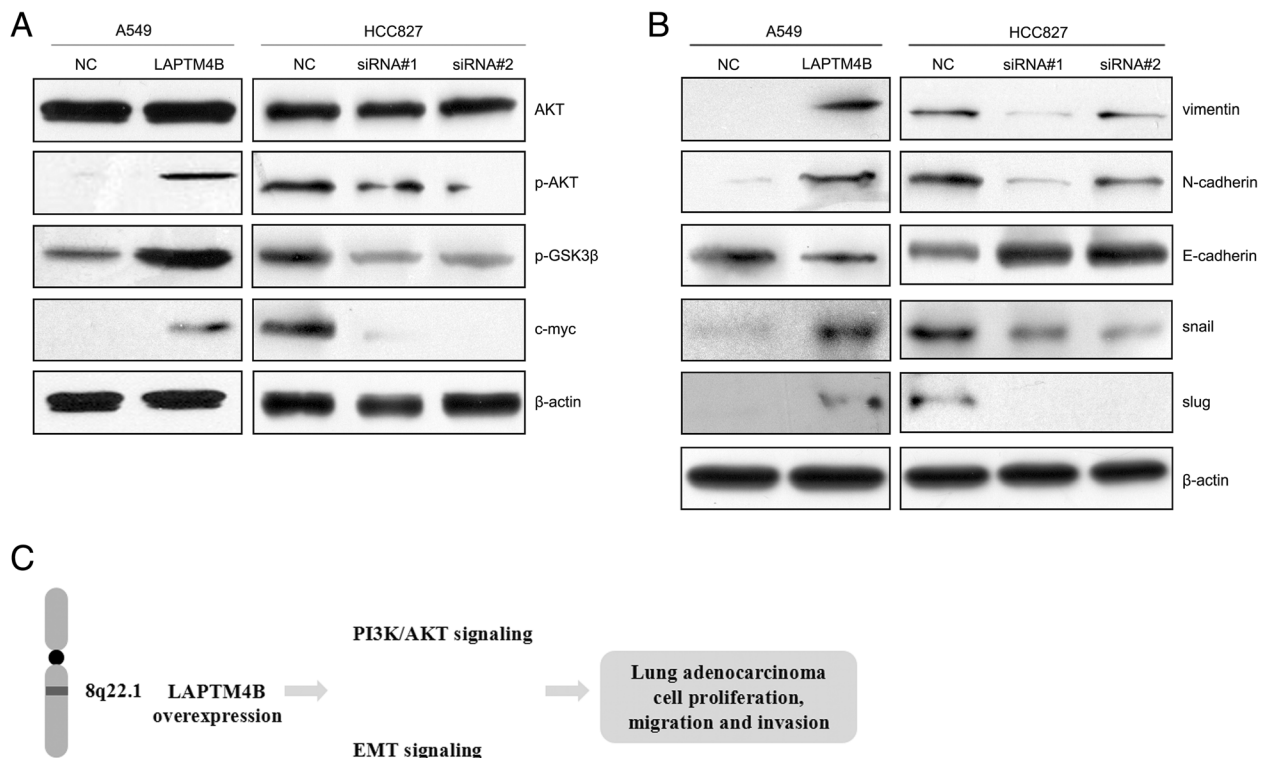 A
A549
HCC827
NC
LAPTM4B
NC
siRNA#1
siRNA#2
AKT
p-AKT
p-GSK3β
c-myc
β-actin
B
A549
HCC827
NC
LAPTM4B
NC
siRNA#1
siRNA#2
vimentin
N-cadherin
E-cadherin
snail
slug
β-actin
C
8q22.1
LAPTM4B
overexpression
PI3K/AKT signaling
EMT signaling
Lung adenocarcinoma
cell proliferation,
migration and invasion